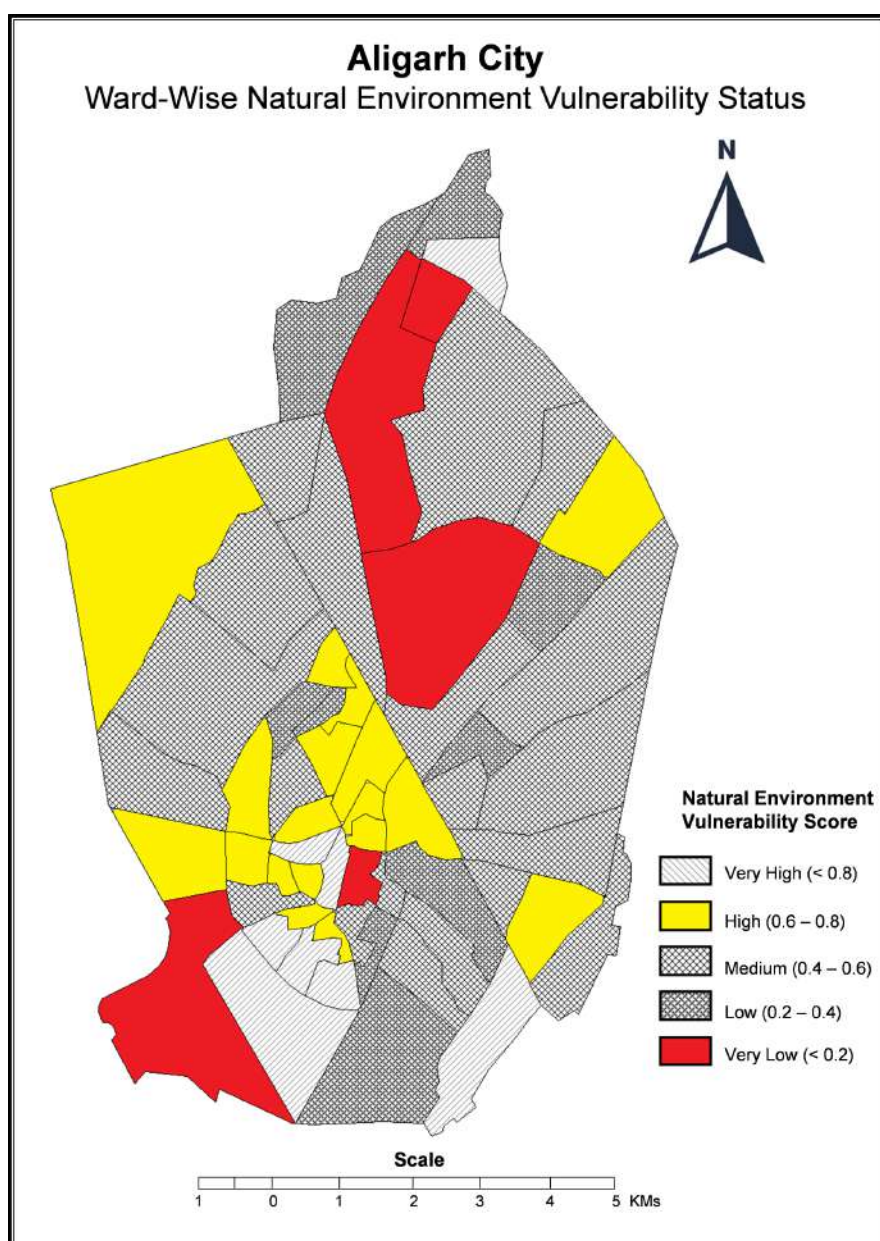 Aligarh City
Ward-Wise Natural Environment Vulnerability Status
N
Natural Environment
Vulnerability Score
Very High (< 0.8)
High (0.6 – 0.8)
Medium (0.4 – 0.6)
Low (0.2 – 0.4)
Very Low (< 0.2)
Scale
1 0 1 2 3 4 5 KMs